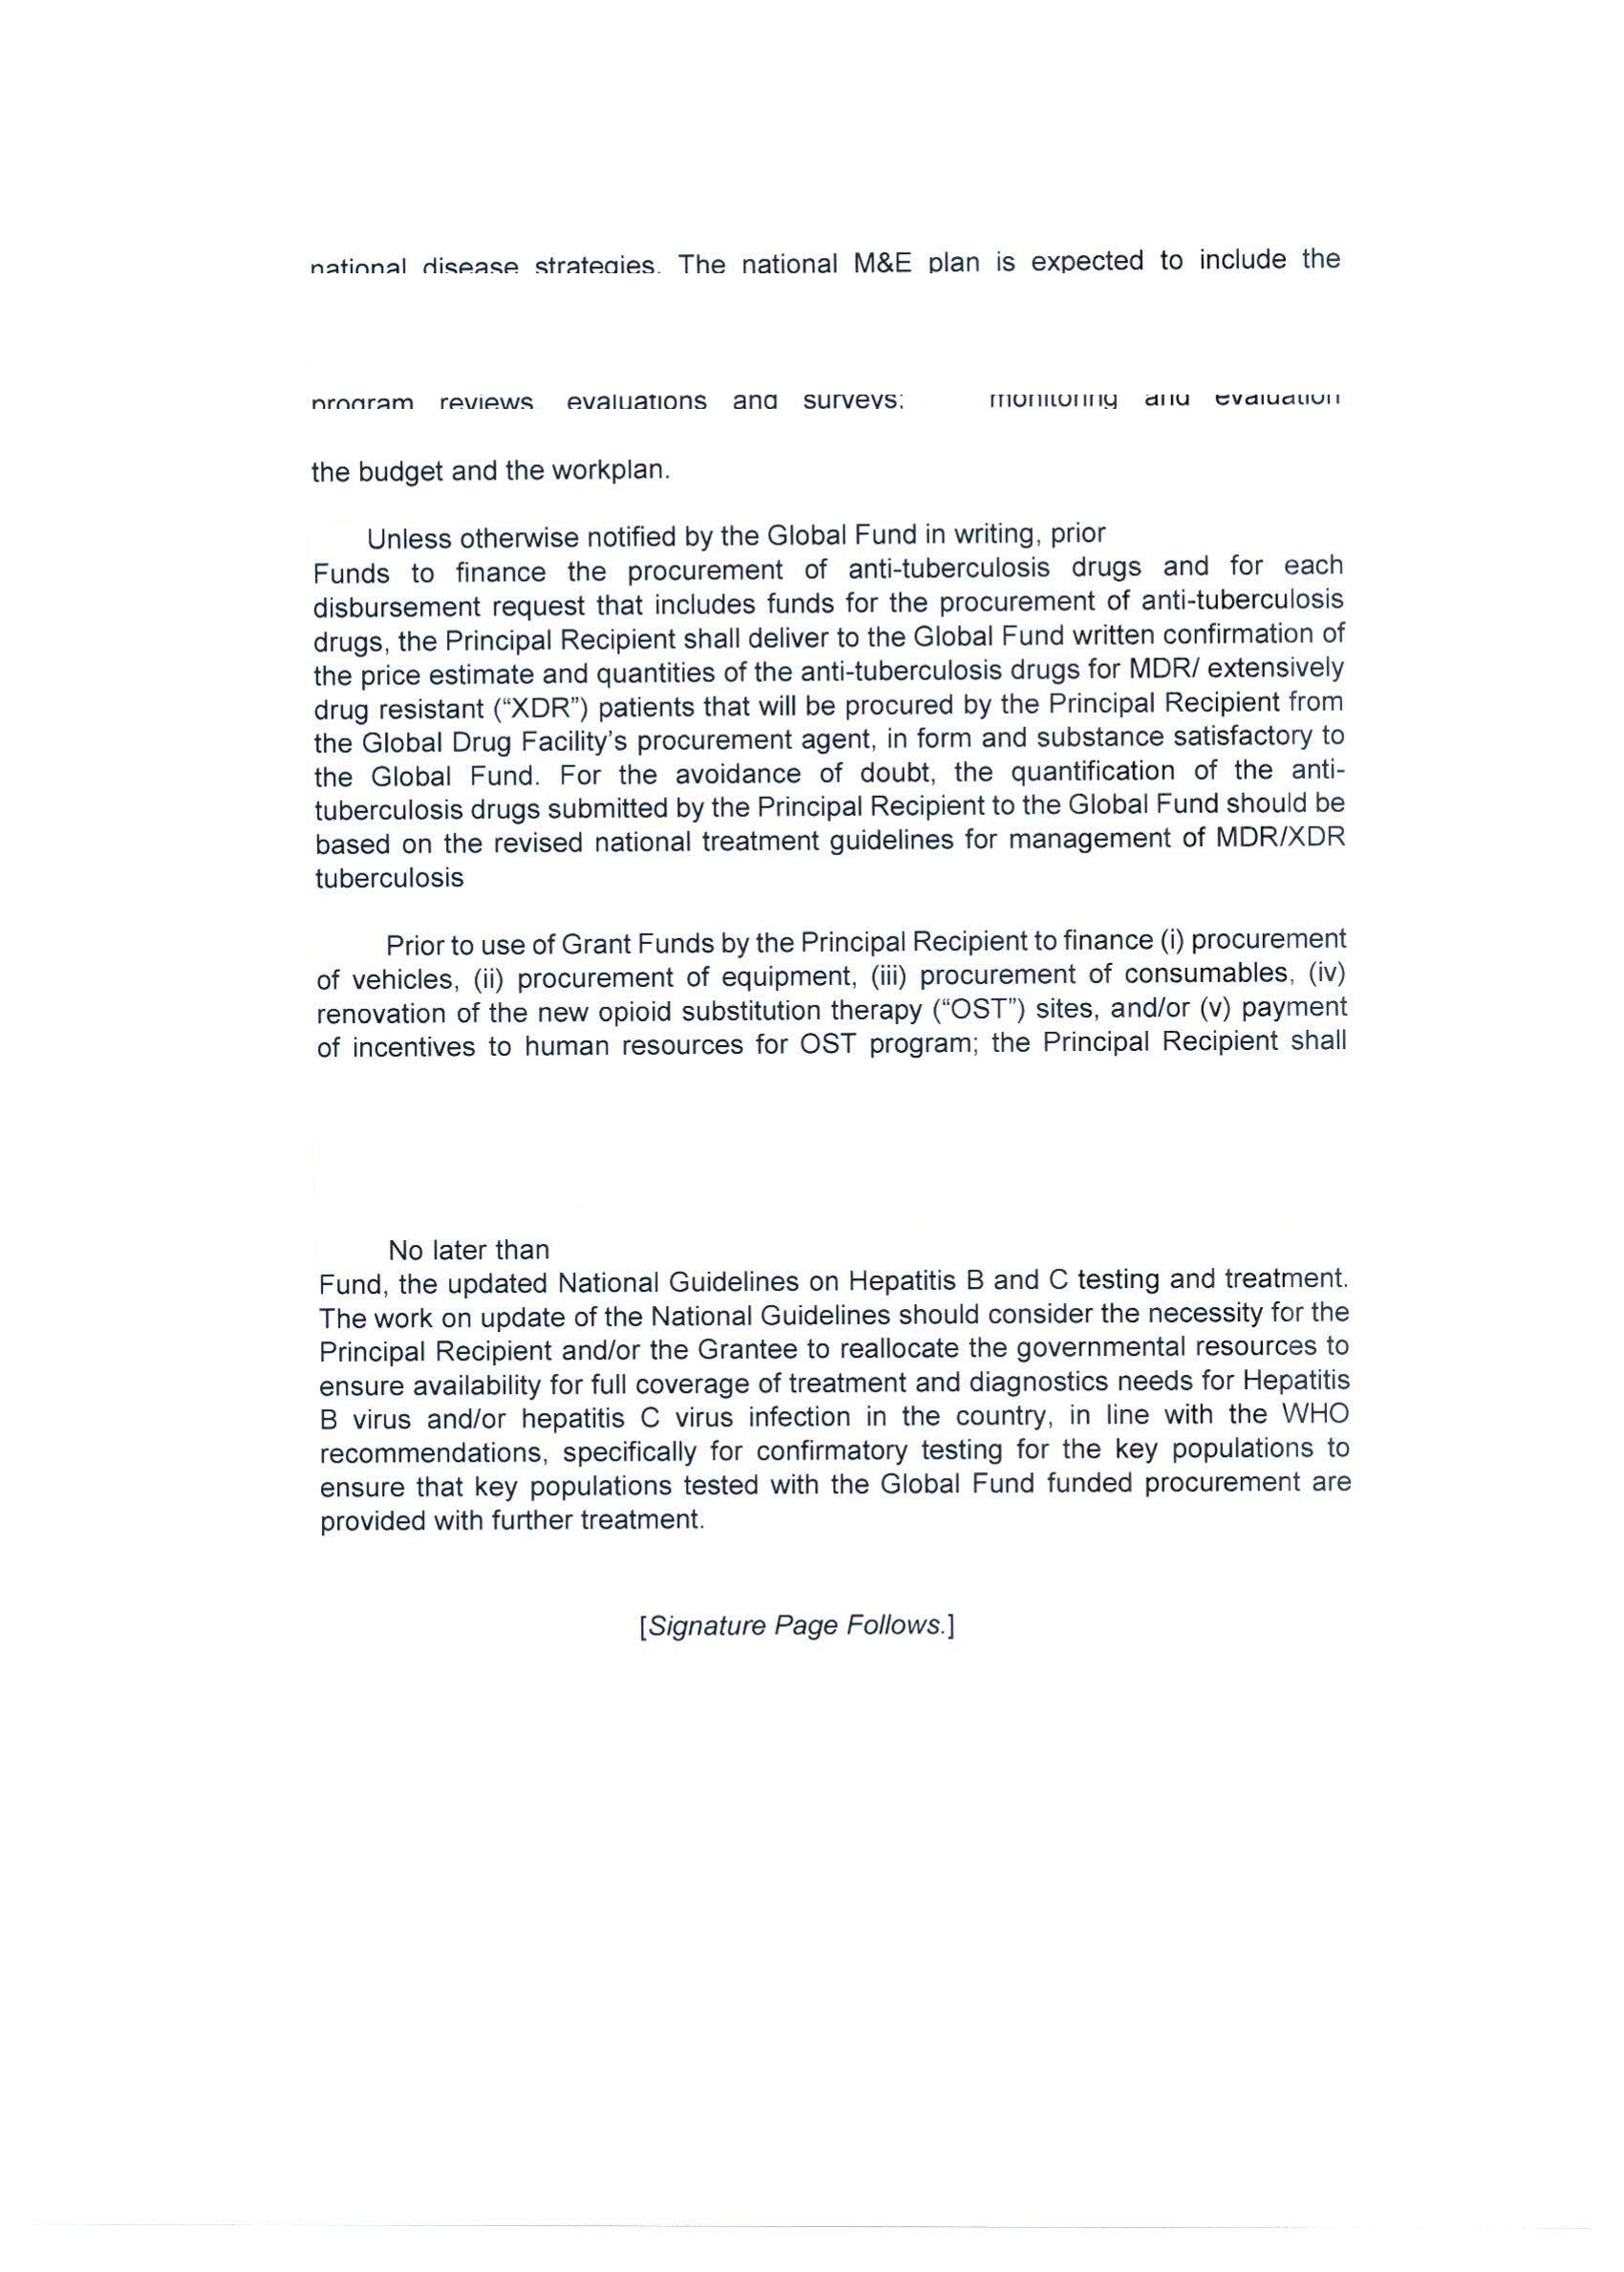 national disease strategies. The national M&E plan is expected to include the
program reviews, evaluations and surveys; monitoring and evaluation
the budget and the workplan.
Unless otherwise notified by the Global Fund in writing, prior
Funds to finance the procurement of anti-tuberculosis drugs and for each
disbursement request that includes funds for the procurement of anti-tuberculosis
drugs, the Principal Recipient shall deliver to the Global Fund written confirmation of
the price estimate and quantities of the anti-tuberculosis drugs for MDR/ extensively
drug resistant (“XDR”) patients that will be procured by the Principal Recipient from
the Global Drug Facility’s procurement agent, in form and substance satisfactory to
the Global Fund. For the avoidance of doubt, the quantification of the anti-
tuberculosis drugs submitted by the Principal Recipient to the Global Fund should be
based on the revised national treatment guidelines for management of MDR/XDR
tuberculosis
Prior to use of Grant Funds by the Principal Recipient to finance (i) procurement
of vehicles, (ii) procurement of equipment, (iii) procurement of consumables, (iv)
renovation of the new opioid substitution therapy (“OST”) sites, and/or (v) payment
of incentives to human resources for OST program; the Principal Recipient shall
No later than
Fund, the updated National Guidelines on Hepatitis B and C testing and treatment.
The work on update of the National Guidelines should consider the necessity for the
Principal Recipient and/or the Grantee to reallocate the governmental resources to
ensure availability for full coverage of treatment and diagnostics needs for Hepatitis
B virus and/or hepatitis C virus infection in the country, in line with the WHO
recommendations, specifically for confirmatory testing for the key populations to
ensure that key populations tested with the Global Fund funded procurement are
provided with further treatment.
[Signature Page Follows.]